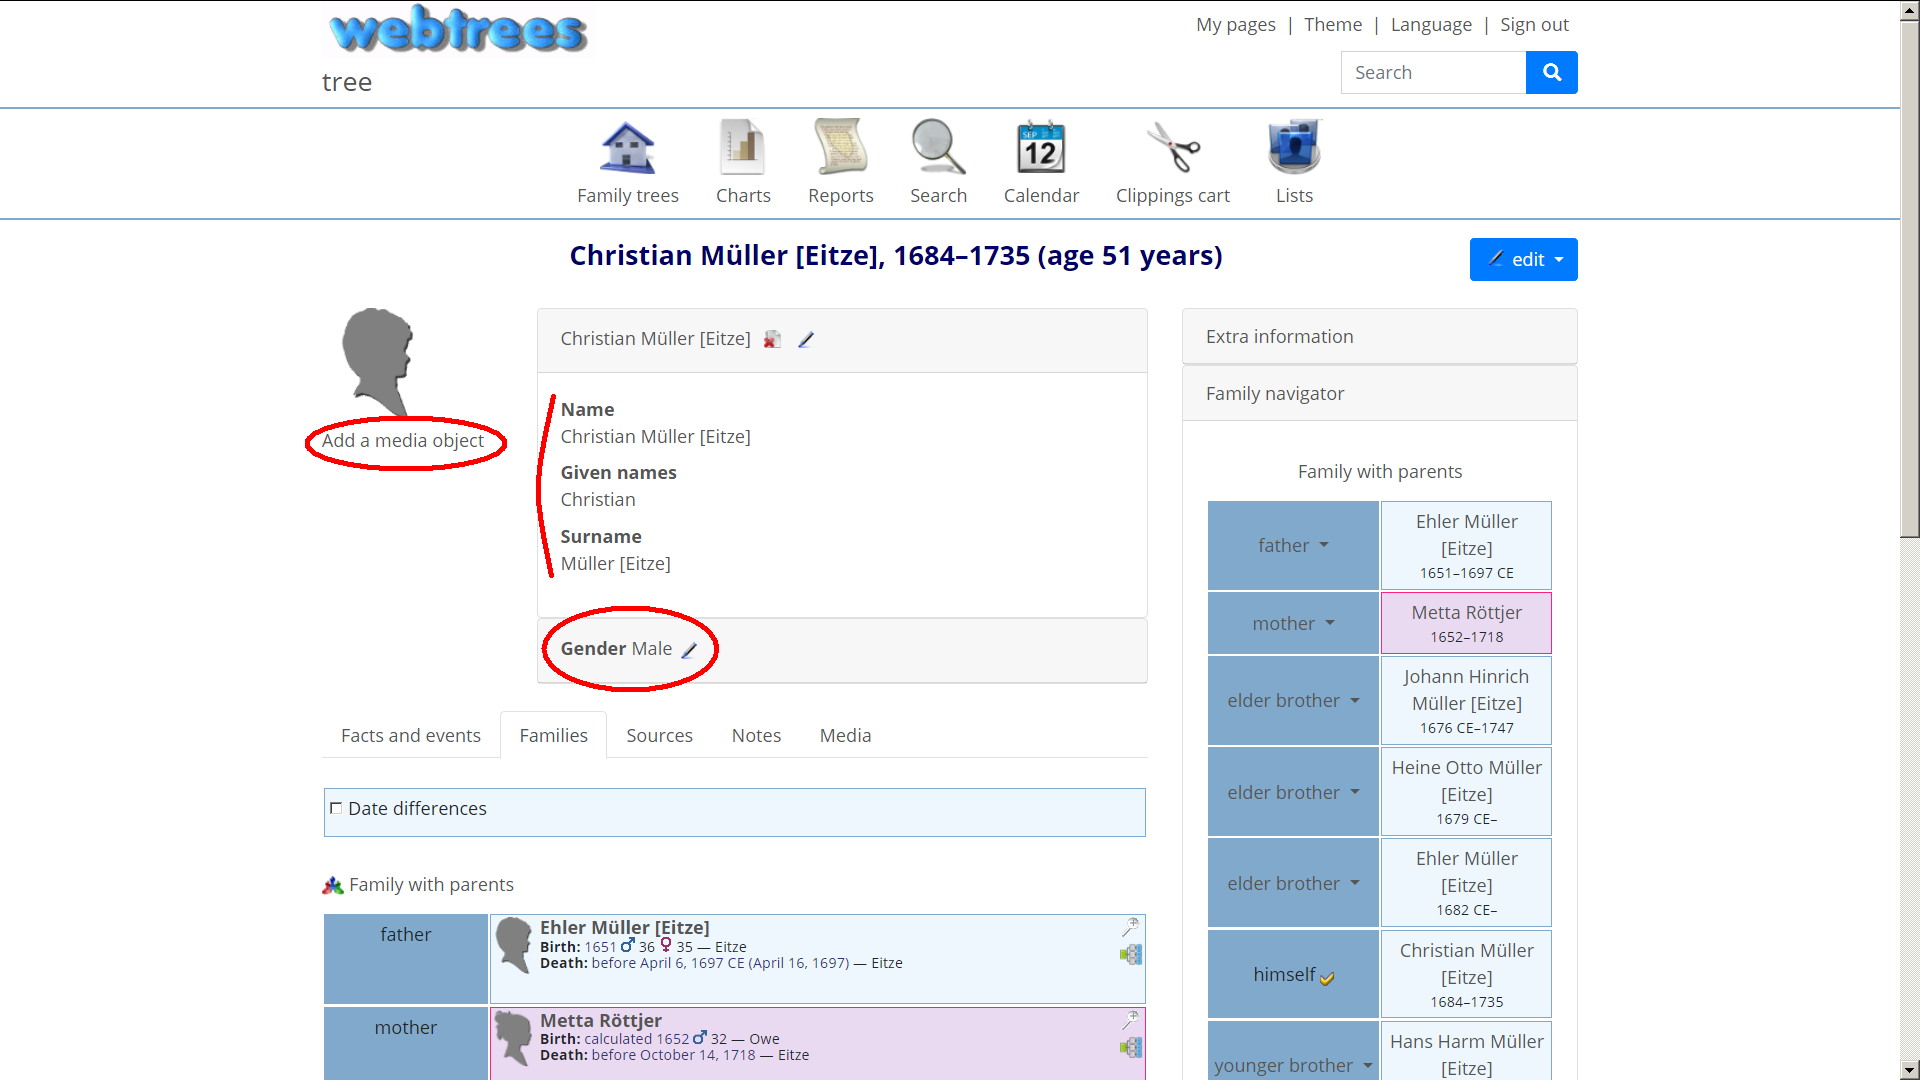 webtrees
tree
My pages | Theme | Language | Sign out
Search
Family trees
Charts
Reports
SEP
12
Search
Calendar
Clippings cart
Lists
Christian Müller [Eitze], 1684–1735 (age 51 years)
edit
Add a media object
Christian Müller [Eitze]
Name
Christian Müller [Eitze]
Given names
Christian
Surname
Müller [Eitze]
Gender Male
Facts and events
Families
Sources
Notes
Media
Date differences
Family with parents
father
Ehler Müller [Eitze]
Birth: 1651 ♂ 36 ♀ 35 — Eitze
Death: before April 6, 1697 CE (April 16, 1697) — Eitze
mother
Metta Röttjer
Birth: calculated 1652 ♂ 32 — Owe
Death: before October 14, 1718 — Eitze
Extra information
Family navigator
Family with parents
father
Ehler Müller
[Eitze]
1651–1697 CE
mother
Metta Röttjer
1652–1718
elder brother
Johann Hinrich
Müller [Eitze]
1676 CE–1747
elder brother
Heine Otto Müller
[Eitze]
1679 CE–
elder brother
Ehler Müller
[Eitze]
1682 CE–
himself
Christian Müller
[Eitze]
1684–1735
younger brother
Hans Harm Müller
[Eitze]